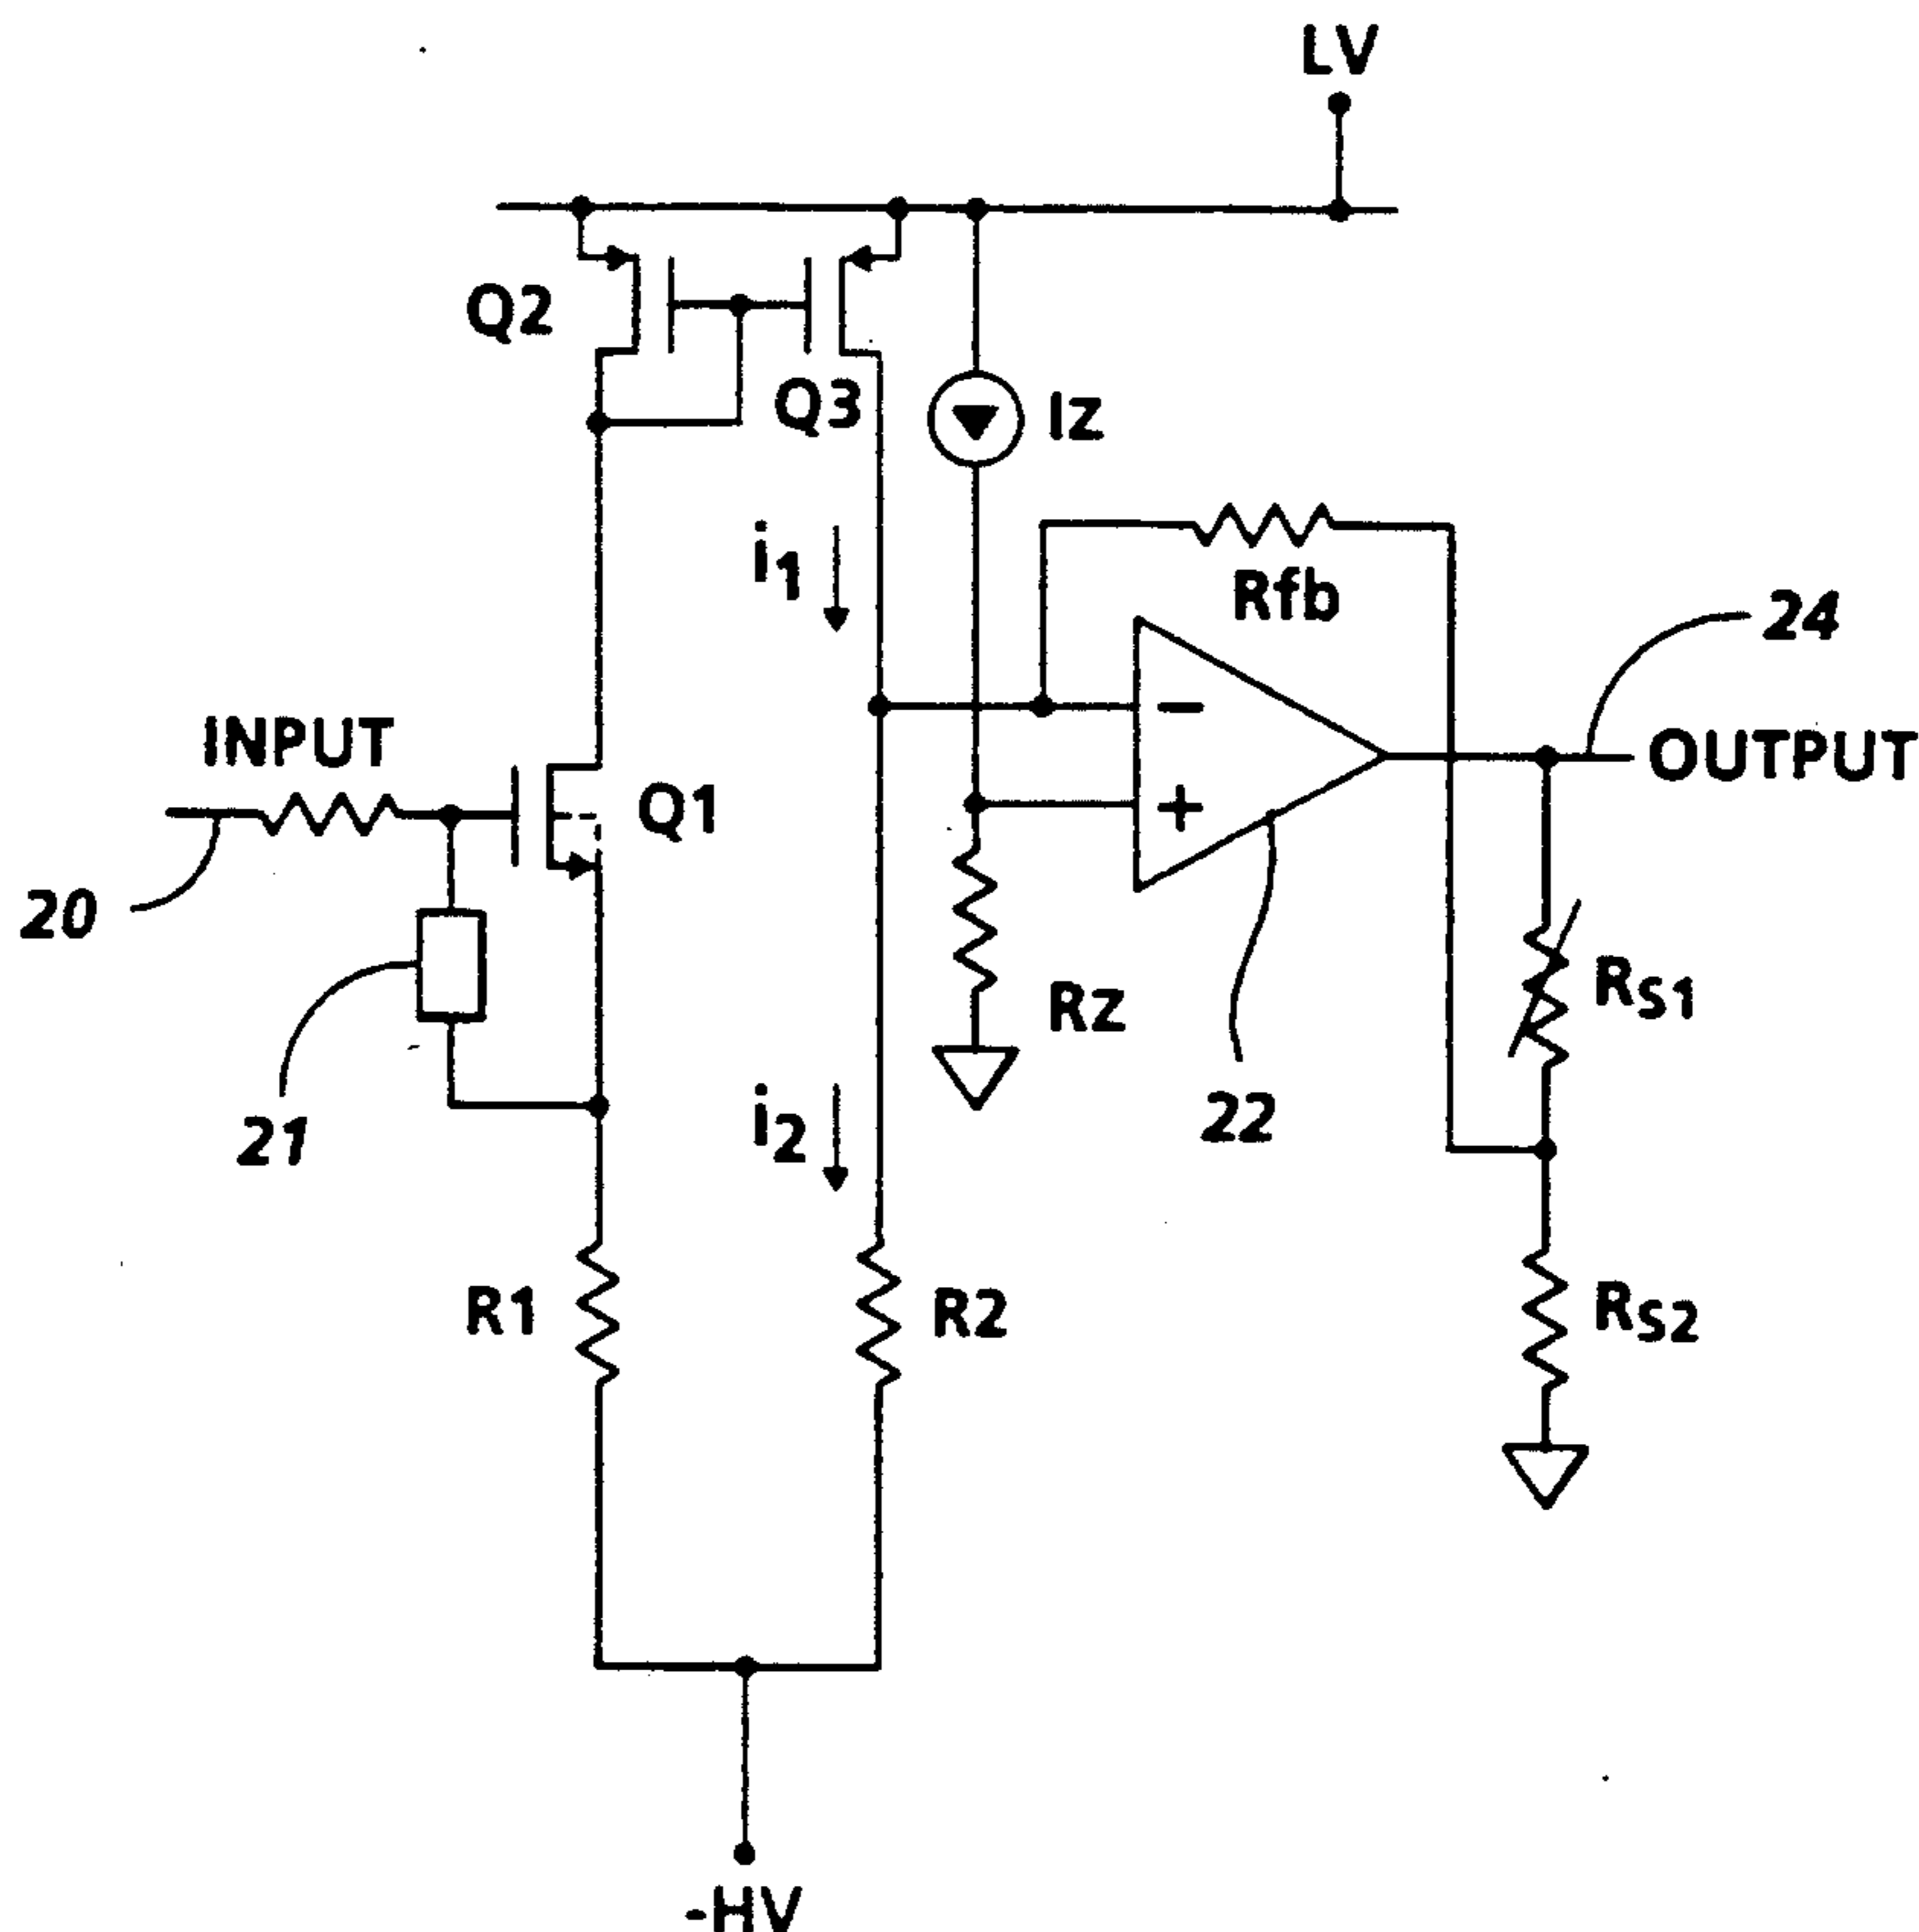 LV
Q2
Q3
IZ
i1
Rfb
24
INPUT
Q1
−
OUTPUT
+
20
RS1
RZ
21
i2
22
R1
R2
RS2
-HV